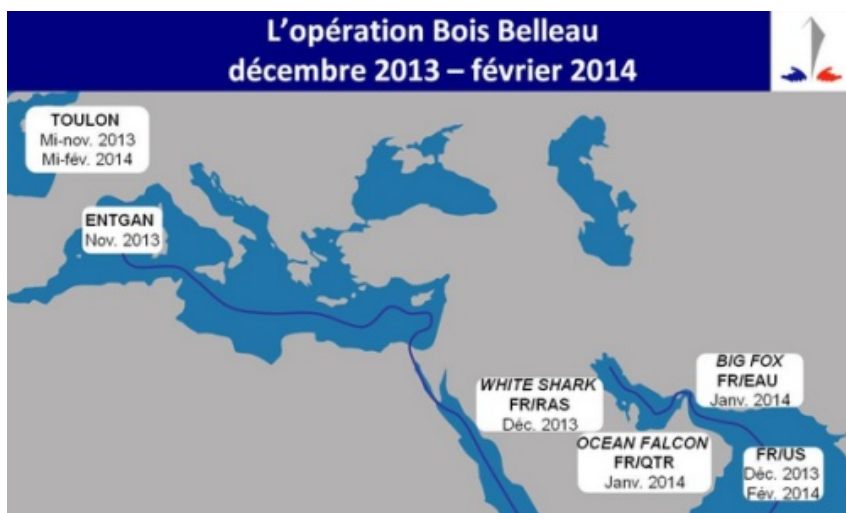 L'opération Bois Belleau
décembre 2013 – février 2014
TOULON
Mi-nov. 2013
Mi-fév. 2014
ENTGAN
Nov. 2013
WHITE SHARK
FR/RAS
Déc. 2013
OCEAN FALCON
FR/QTR
Janv. 2014
BIG FOX
FR/EAU
Janv. 2014
FR/US
Déc. 2013
Fév. 2014